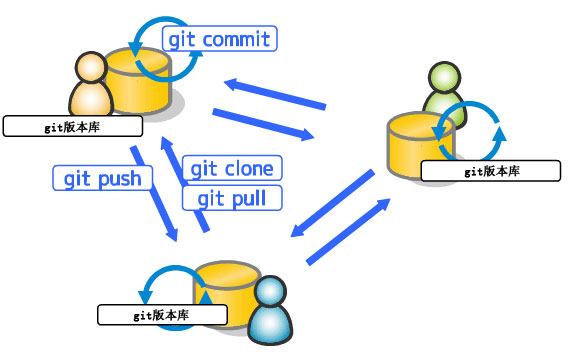 git commit
git版本库
git版本库
git push
git clone
git pull
git版本库